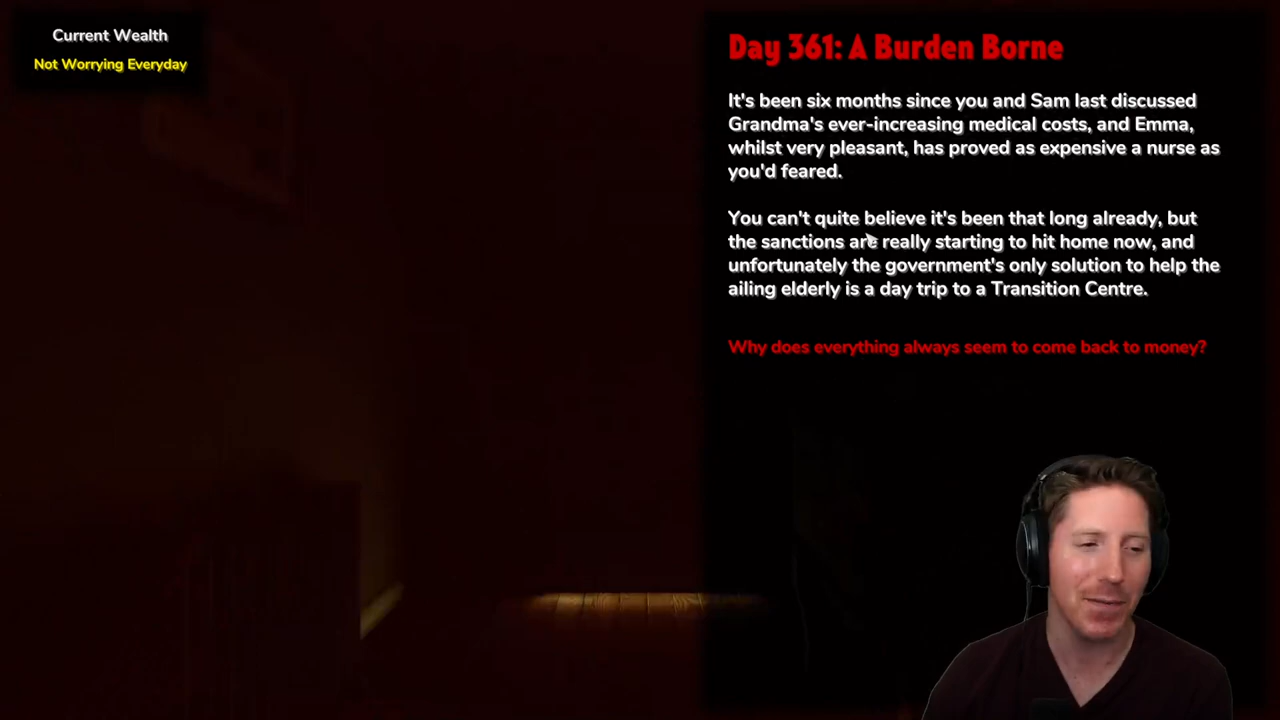 Current Wealth
Not Worrying Everyday
Day 361: A Burden Borne
It's been six months since you and Sam last discussed
Grandma's ever-increasing medical costs, and Emma,
whilst very pleasant, has proved as expensive a nurse as
you'd feared.
You can't quite believe it's been that long already, but
the sanctions are really starting to hit home now, and
unfortunately the government's only solution to help the
ailing elderly is a day trip to a Transition Centre.
Why does everything always seem to come back to money?